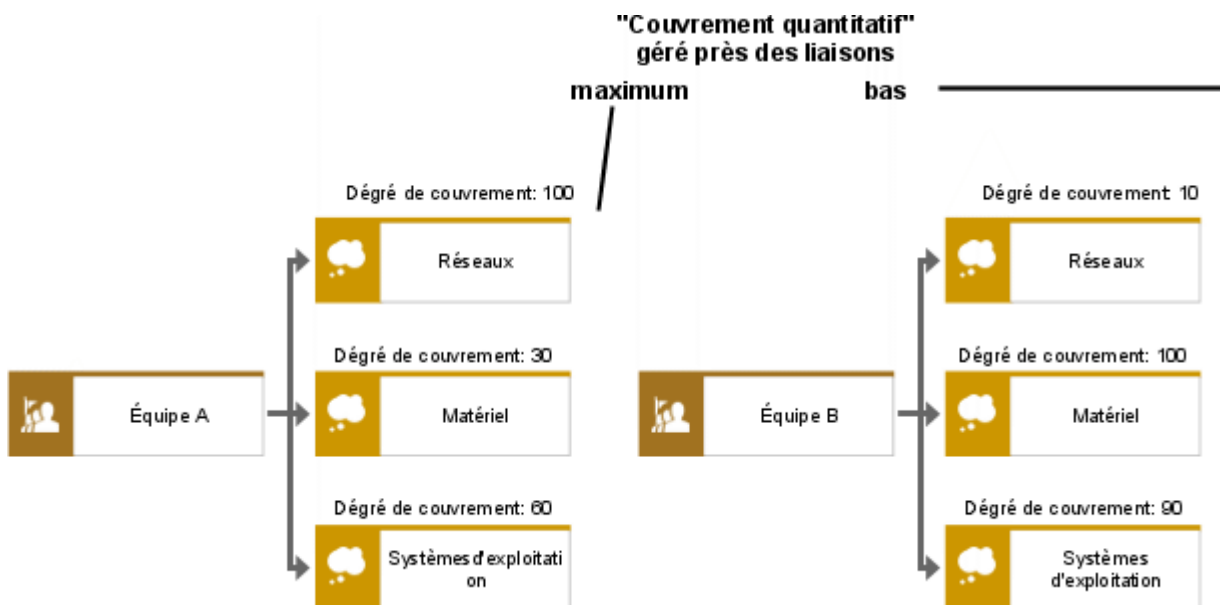 "Couvrement quantitatif"
géré près des liaisons
maximum
bas
Dégré de couvrement: 100
Réseaux
Dégré de couvrement: 30
Équipe A
Matériel
Dégré de couvrement: 60
Systèmes d'exploitati
on
Dégré de couvrement: 10
Réseaux
Dégré de couvrement: 100
Équipe B
Matériel
Dégré de couvrement: 90
Systèmes
d'exploitation